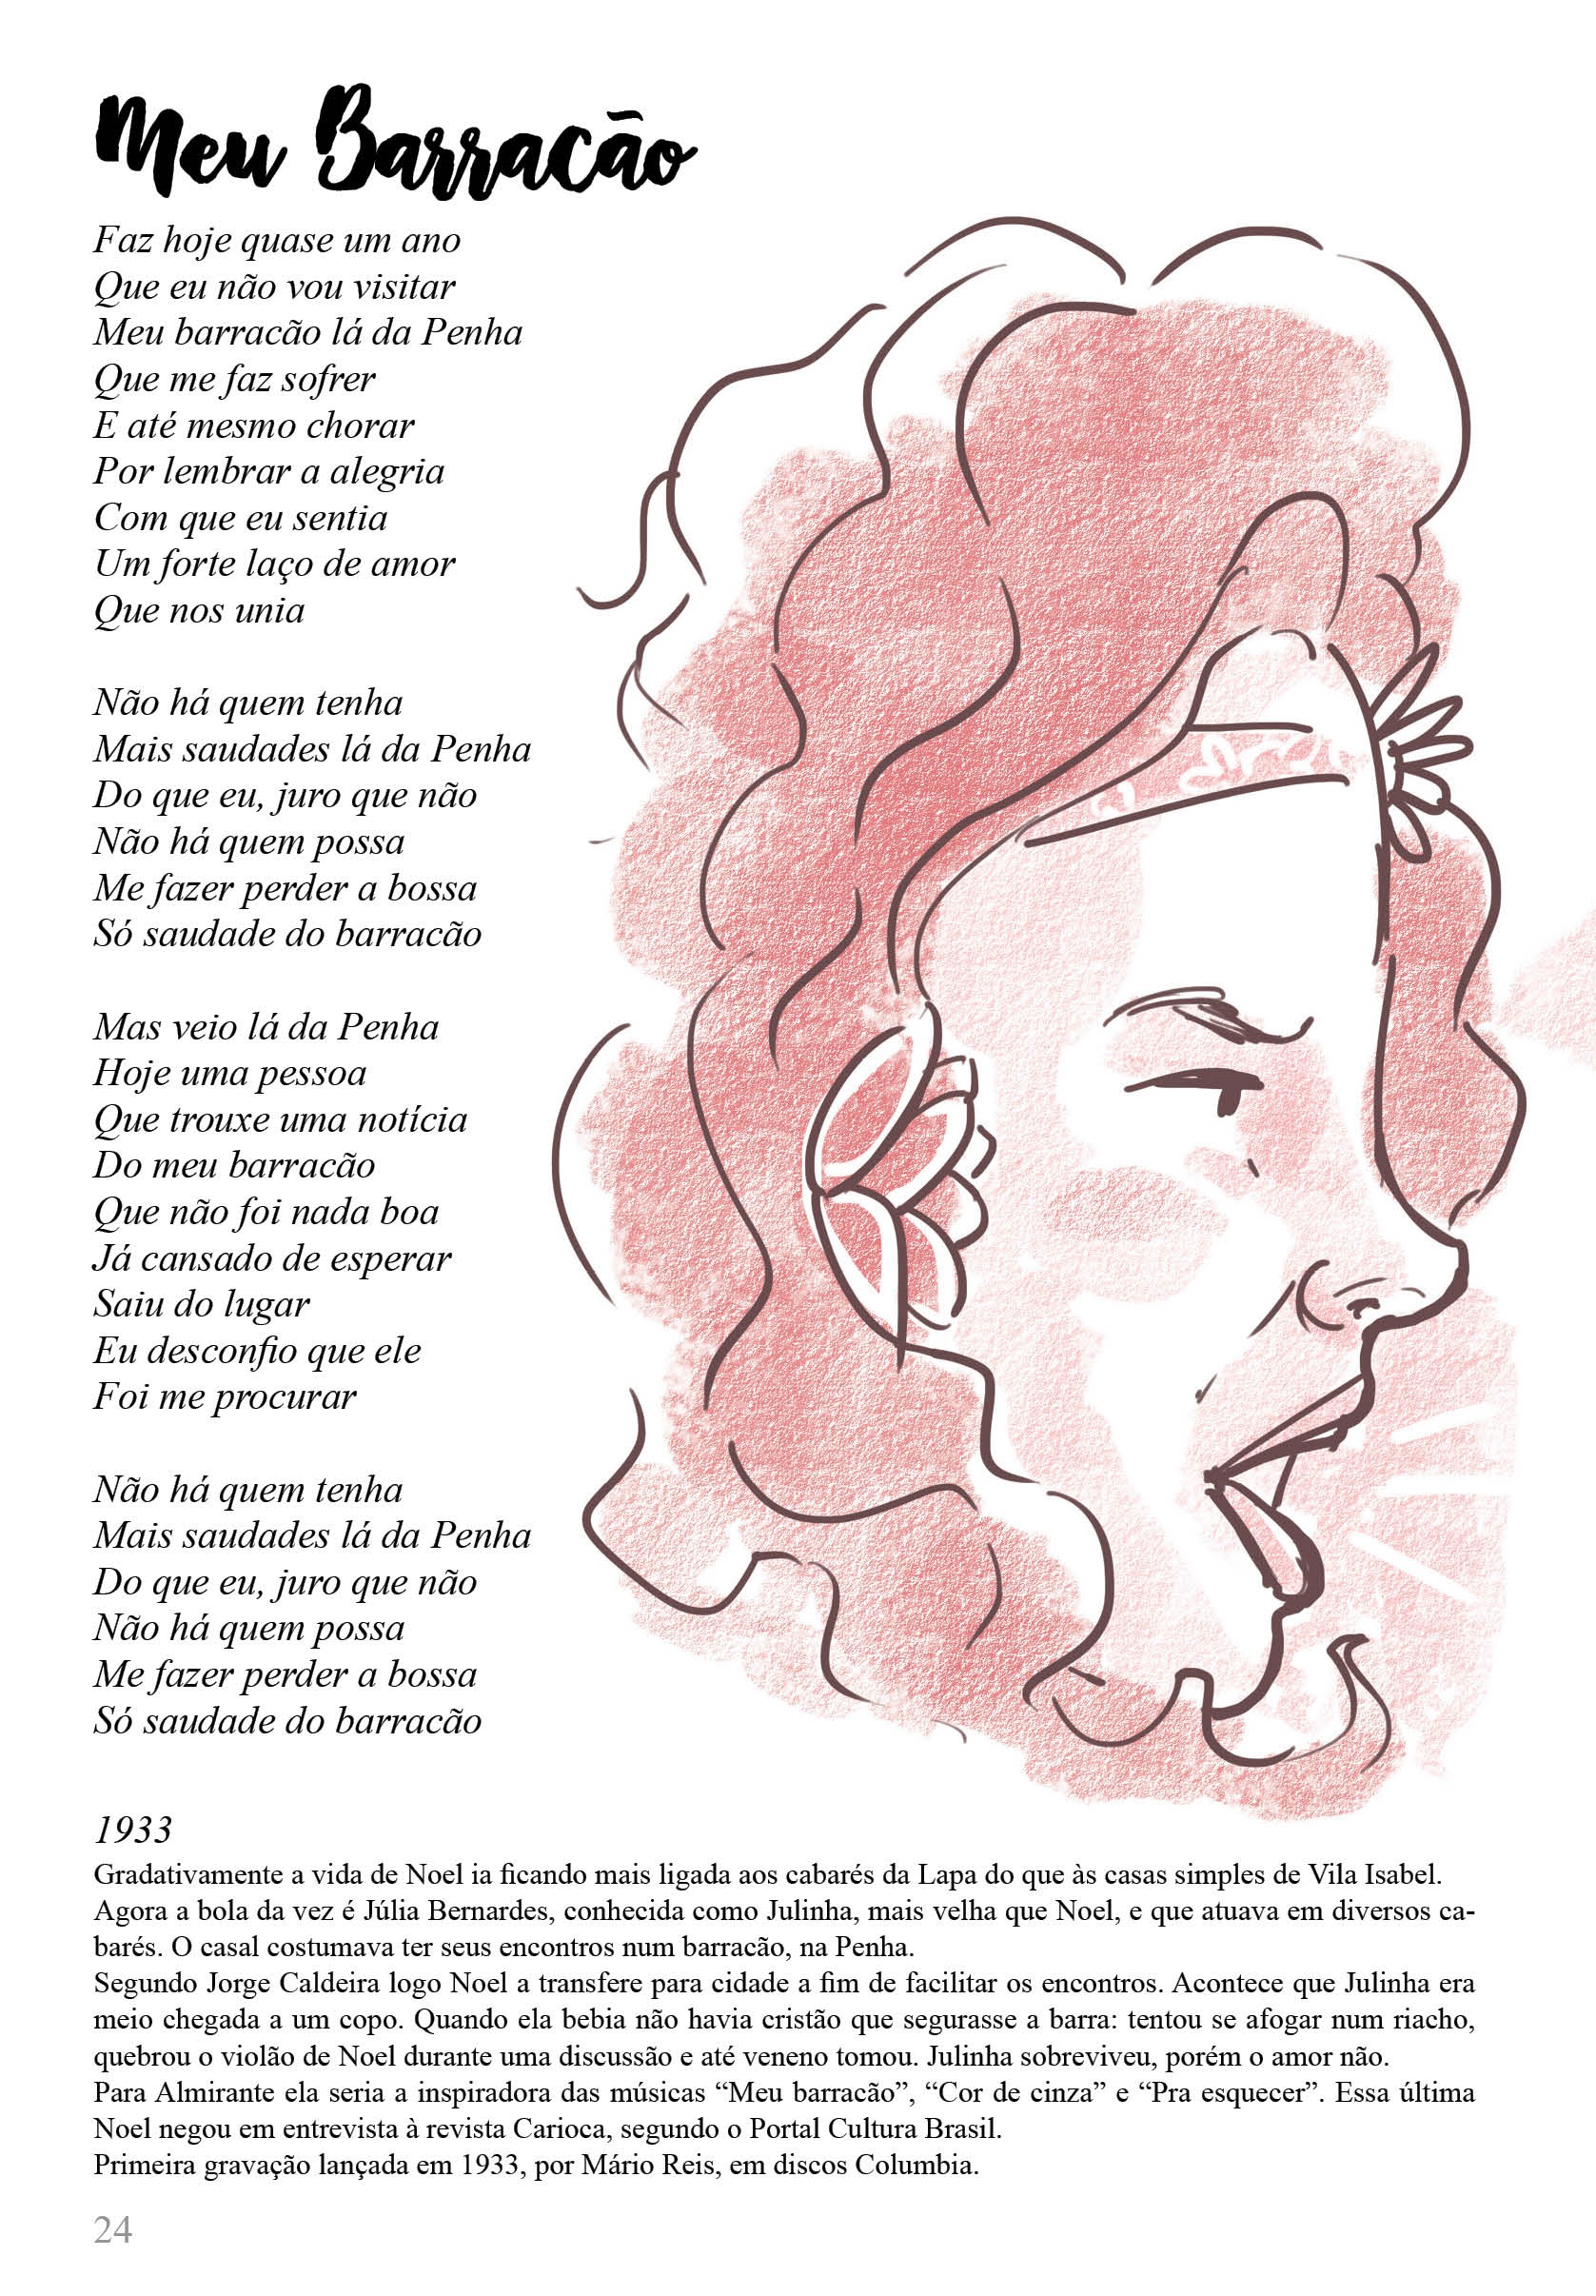 Meu Barracão
Faz hoje quase um ano
Que eu não vou visitar
Meu barracão lá da Penha
Que me faz sofrer
E até mesmo chorar
Por lembrar a alegria
Com que eu sentia
Um forte laço de amor
Que nos unia
Não há quem tenha
Mais saudades lá da Penha
Do que eu, juro que não
Não há quem possa
Me fazer perder a bossa
Só saudade do barracão
Mas veio lá da Penha
Hoje uma pessoa
Que trouxe uma notícia
Do meu barracão
Que não foi nada boa
Já cansado de esperar
Saiu do lugar
Eu desconfio que ele
Foi me procurar
Não há quem tenha
Mais saudades lá da Penha
Do que eu, juro que não
Não há quem possa
Me fazer perder a bossa
Só saudade do barracão
1933
Gradativamente a vida de Noel ia ficando mais ligada aos cabarés da Lapa do que às casas simples de Vila Isabel.
Agora a bola da vez é Júlia Bernardes, conhecida como Julinha, mais velha que Noel, e que atuava em diversos ca-
barés. O casal costumava ter seus encontros num barracão, na Penha.
Segundo Jorge Caldeira logo Noel a transfere para cidade a fim de facilitar os encontros. Acontece que Julinha era
meio chegada a um copo. Quando ela bebia não havia cristão que segurasse a barra: tentou se afogar num riacho,
quebrou o violão de Noel durante uma discussão e até veneno tomou. Julinha sobreviveu, porém o amor não.
Para Almirante ela seria a inspiradora das músicas “Meu barracão”, “Cor de cinza” e “Pra esquecer”. Essa última
Noel negou em entrevista à revista Carioca, segundo o Portal Cultura Brasil.
Primeira gravação lançada em 1933, por Mário Reis, em discos Columbia.
24